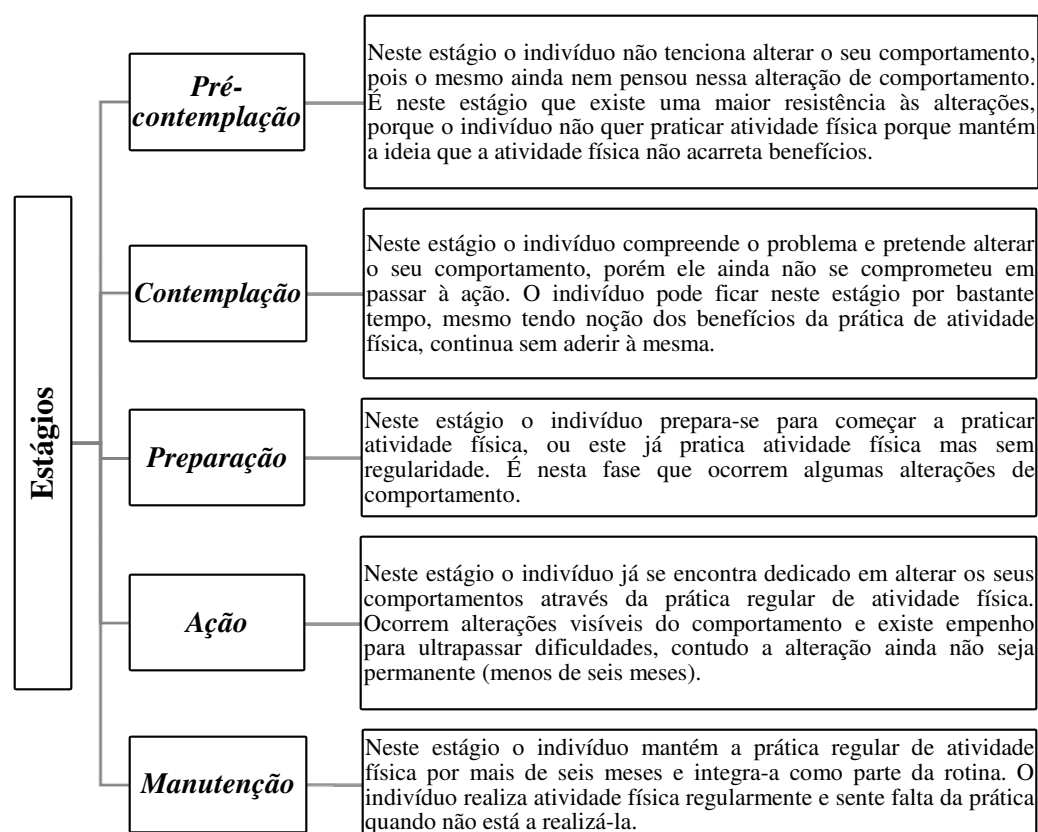 Estágios
Pré-
contemplação
Neste estágio o indivíduo não tenciona alterar o seu comportamento,
pois o mesmo ainda nem pensou nessa alteração de comportamento.
É neste estágio que existe uma maior resistência às alterações,
porque o indivíduo não quer praticar atividade física porque mantém
a ideia que a atividade física não acarreta benefícios.
Contemplação
Neste estágio o indivíduo compreende o problema e pretende alterar
o seu comportamento, porém ele ainda não se comprometeu em
passar à ação. O indivíduo pode ficar neste estágio por bastante
tempo, mesmo tendo noção dos benefícios da prática de atividade
física, continua sem aderir à mesma.
Preparação
Neste estágio o indivíduo prepara-se para começar a praticar
atividade física, ou este já pratica atividade física mas sem
regularidade. É nesta fase que ocorrem algumas alterações de
comportamento.
Ação
Neste estágio o indivíduo já se encontra dedicado em alterar os seus
comportamentos através da prática regular de atividade física.
Ocorrem alterações visíveis do comportamento e existe empenho
para ultrapassar dificuldades, contudo a alteração ainda não seja
permanente (menos de seis meses).
Manutenção
Neste estágio o indivíduo mantém a prática regular de atividade
física por mais de seis meses e integra-a como parte da rotina. O
indivíduo realiza atividade física regularmente e sente falta da prática
quando não está a realizá-la.